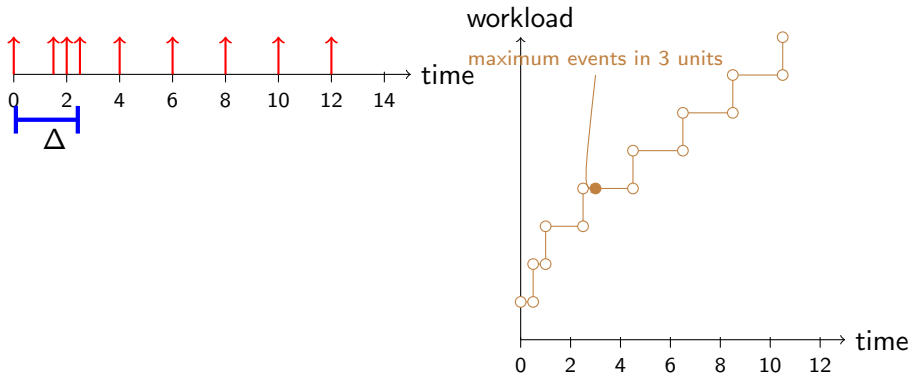 time
0 2 4 6 8 10 12 14
Δ
workload
maximum events in 3 units
time
0 2 4 6 8 10 12